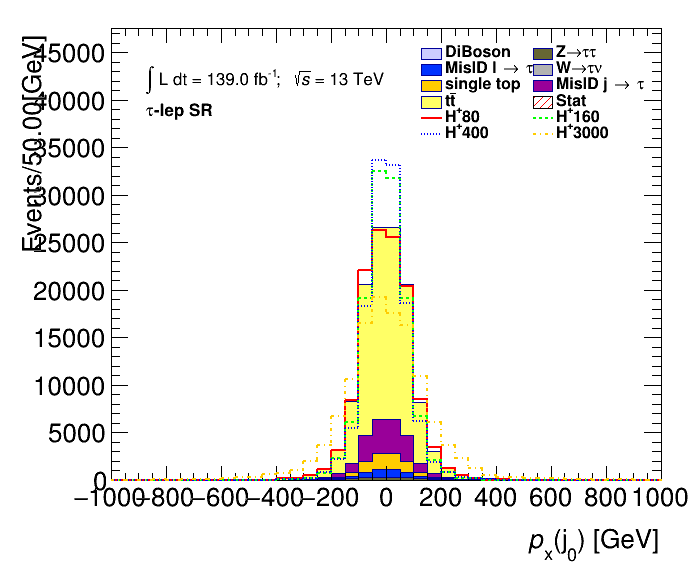 Events/50.00[GeV]
45000
40000
35000
30000
25000
20000
15000
10000
5000
0
∫ L dt = 139.0 fb⁻¹; √s = 13 TeV
τ-lep SR
DiBoson Z→ττ
MisID l → τ W→τν
single top MisID j → τ
tt̄ Stat
H⁺80 H⁺160
H⁺400 H⁺3000
−1000 −800 −600 −400 −200 0 200 400 600 800 1000
pₓ(j₀) [GeV]